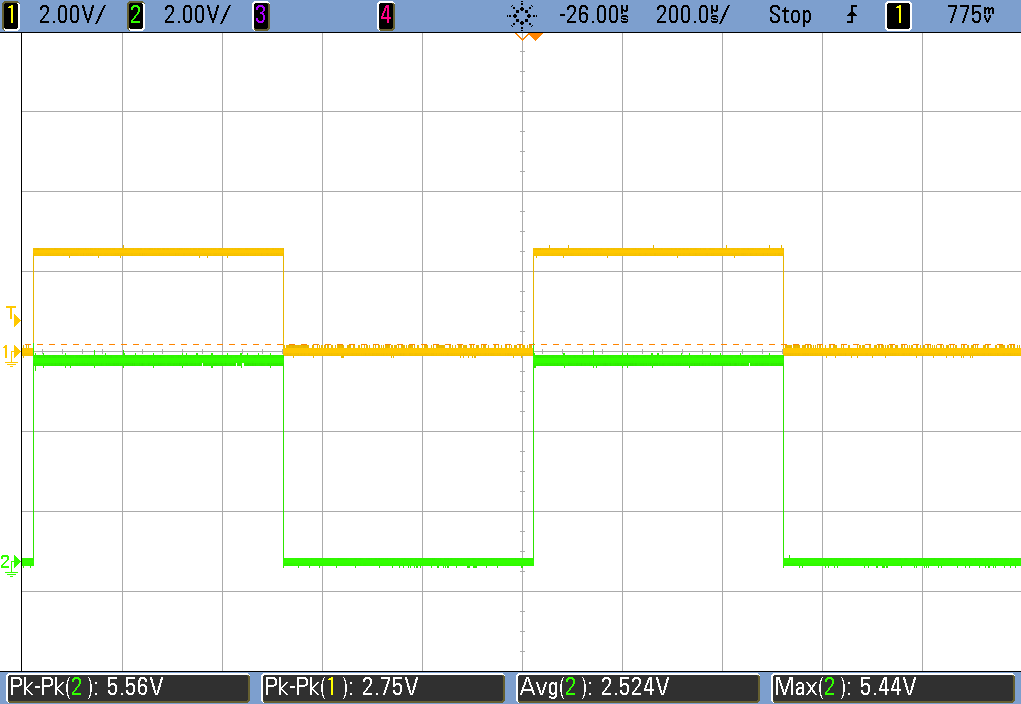 1 2.00V/ 2 2.00V/ 3 4 -26.00µs 200.0µs/ Stop 1 775mV
T
1
2
Pk-Pk(2): 5.56V Pk-Pk(1): 2.75V Avg(2): 2.524V Max(2): 5.44V